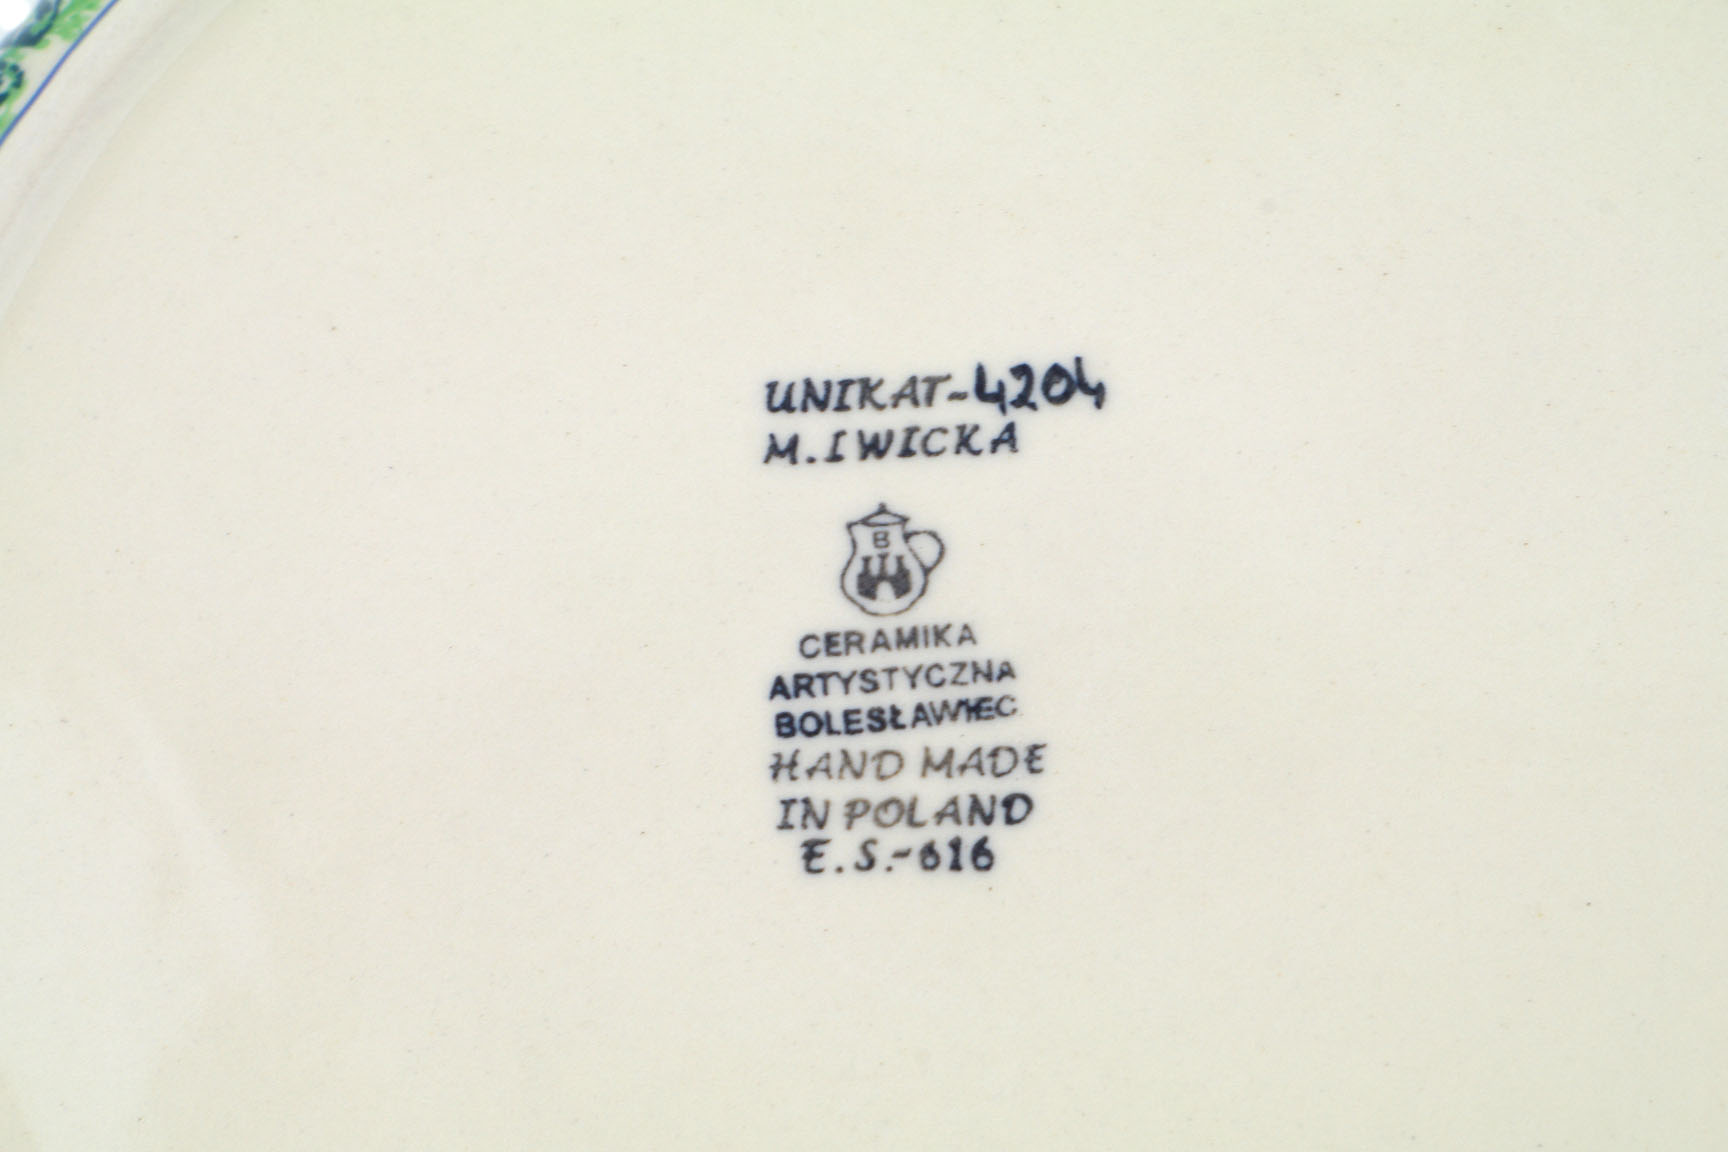 UNIKAT-4204
M.IWICKA
B
CERAMIKA
ARTYSTYCZNA
BOLESŁAWIEC
HAND MADE
IN POLAND
E.S.-616